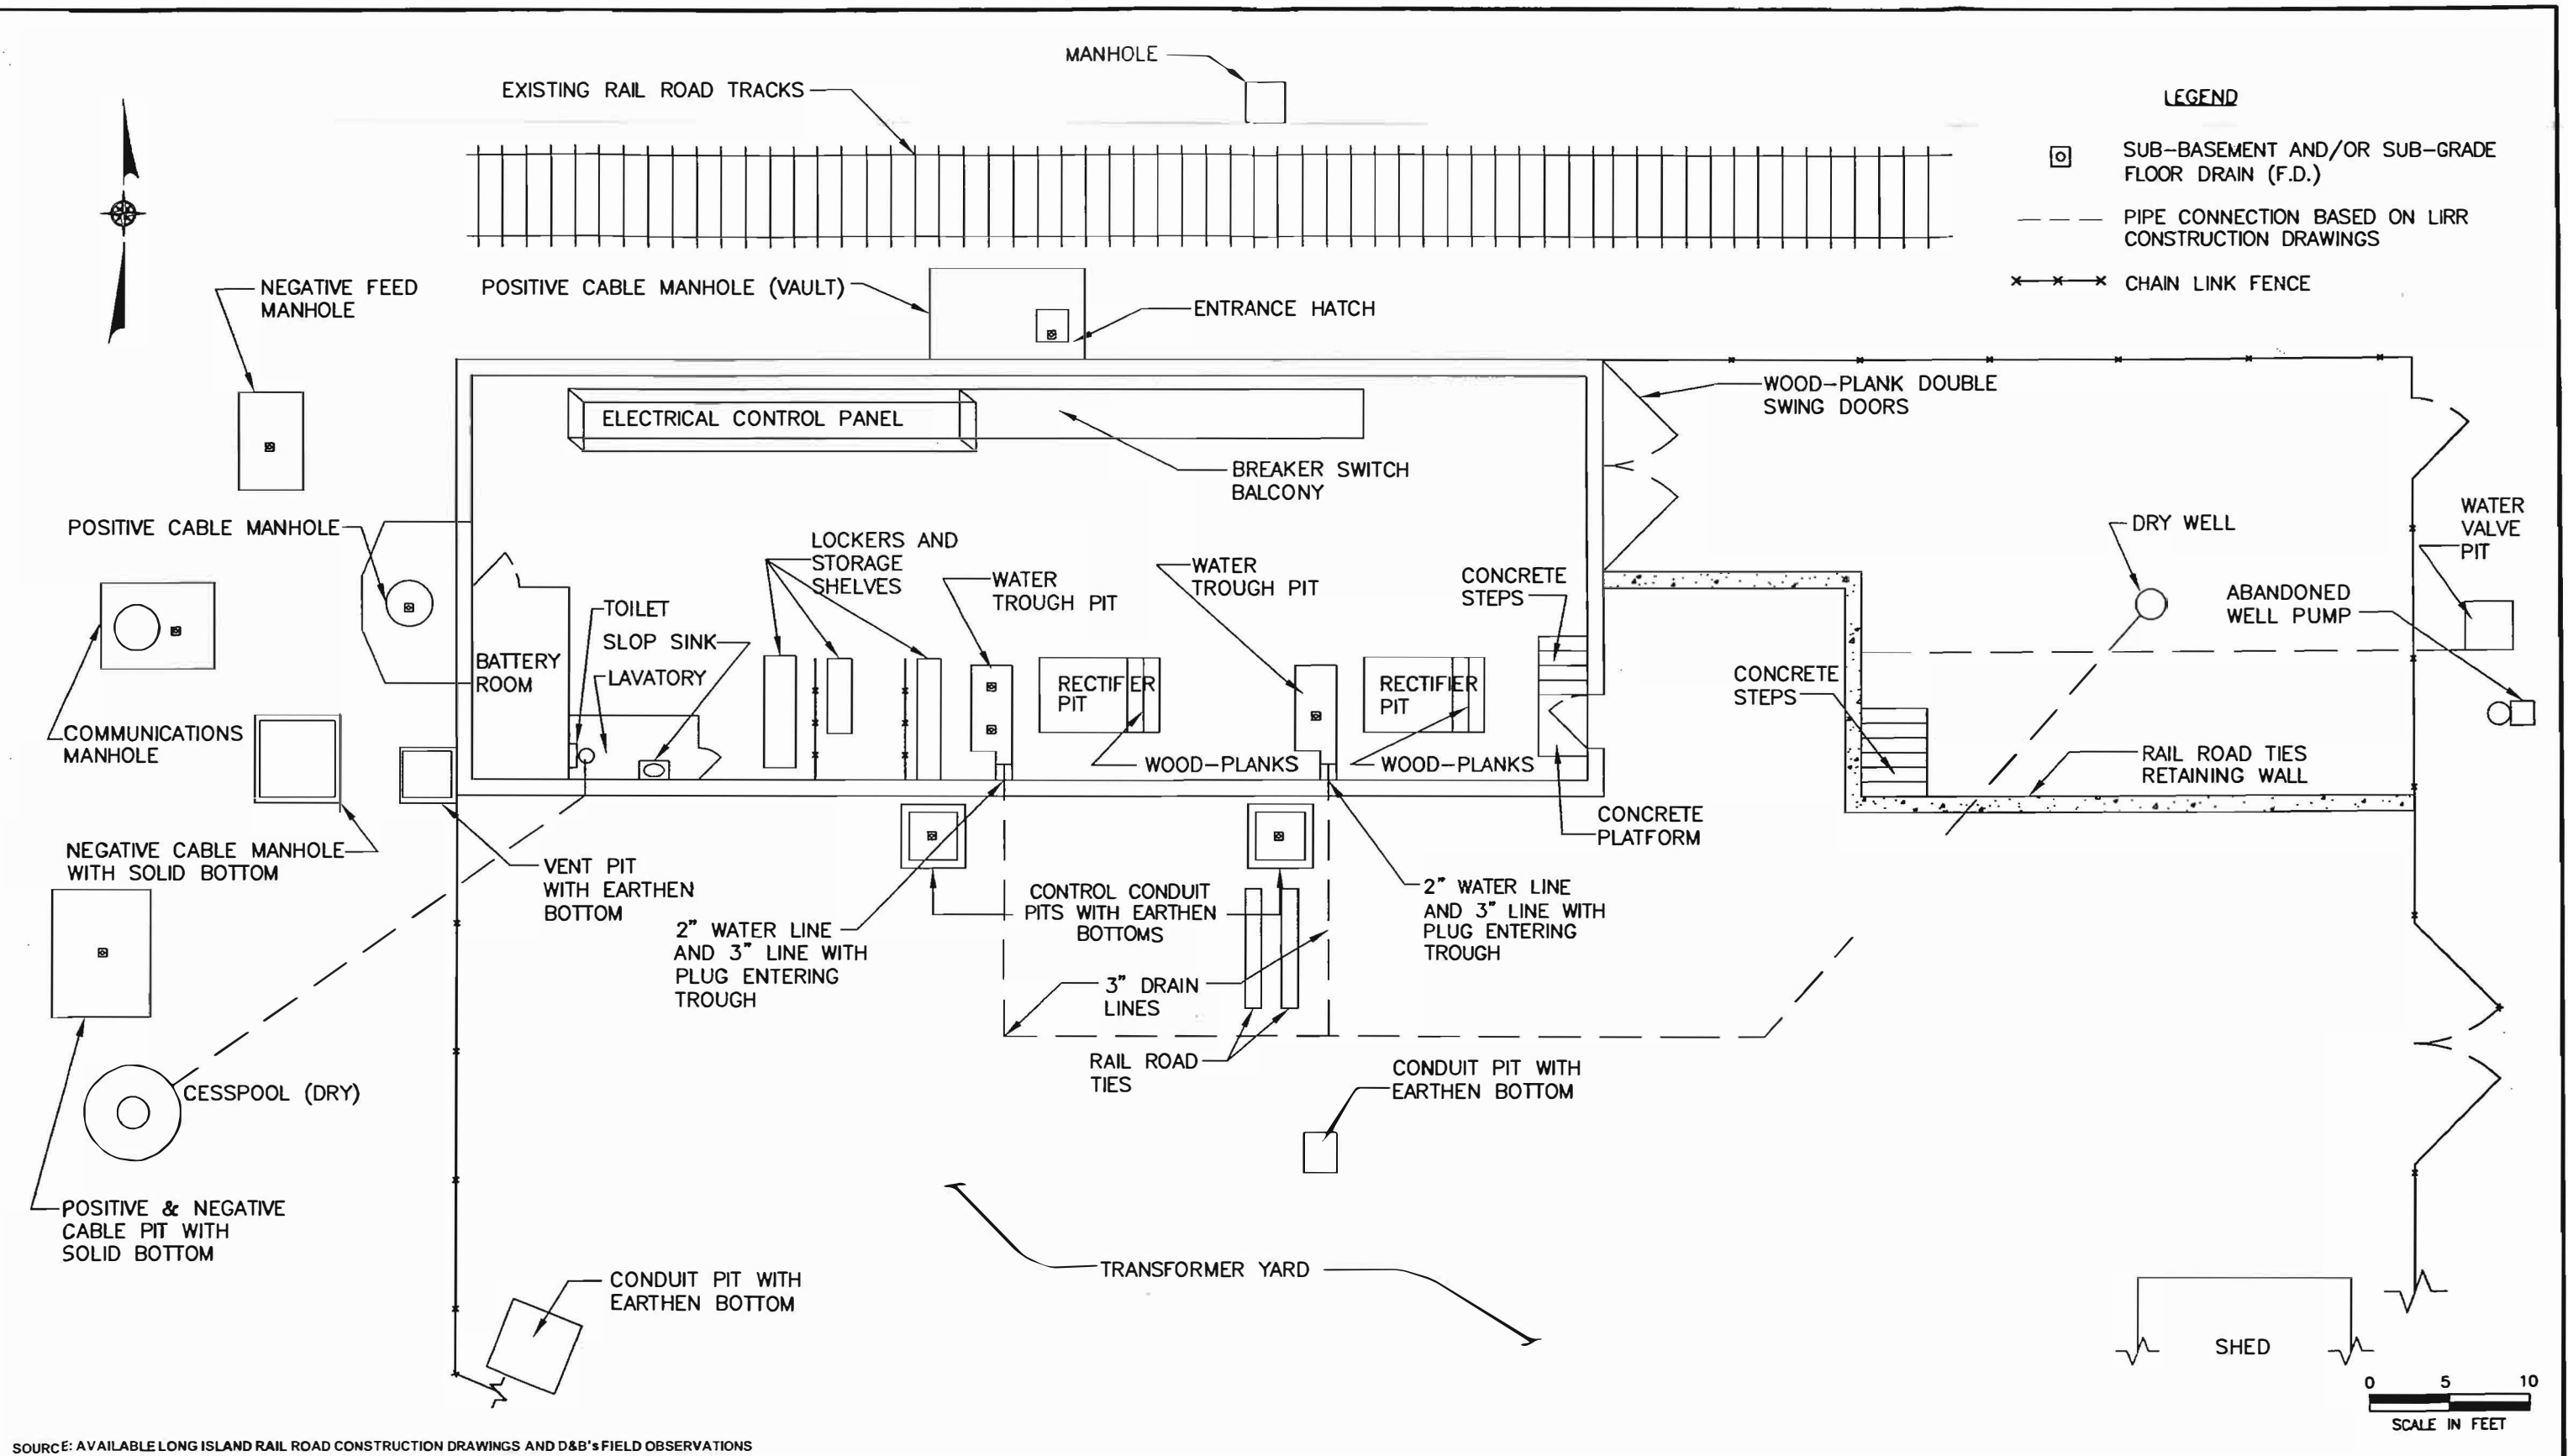 MANHOLE
EXISTING RAIL ROAD TRACKS
LEGEND
SUB-BASEMENT AND/OR SUB-GRADE
FLOOR DRAIN (F.D.)
PIPE CONNECTION BASED ON LIRR
CONSTRUCTION DRAWINGS
CHAIN LINK FENCE
NEGATIVE FEED
MANHOLE
POSITIVE CABLE MANHOLE (VAULT)
ENTRANCE HATCH
WOOD-PLANK DOUBLE
SWING DOORS
ELECTRICAL CONTROL PANEL
BREAKER SWITCH
BALCONY
POSITIVE CABLE MANHOLE
LOCKERS AND
STORAGE
SHELVES
WATER
TROUGH PIT
WATER
TROUGH PIT
CONCRETE
STEPS
DRY WELL
WATER
VALVE
PIT
ABANDONED
WELL PUMP
TOILET
SLOP SINK
LAVATORY
BATTERY
ROOM
RECTIFIER
PIT
RECTIFIER
PIT
CONCRETE
STEPS
COMMUNICATIONS
MANHOLE
WOOD-PLANKS
WOOD-PLANKS
RAIL ROAD TIES
RETAINING WALL
CONCRETE
PLATFORM
NEGATIVE CABLE MANHOLE
WITH SOLID BOTTOM
VENT PIT
WITH EARTHEN
BOTTOM
2" WATER LINE
AND 3" LINE WITH
PLUG ENTERING
TROUGH
CONTROL CONDUIT
PITS WITH EARTHEN
BOTTOMS
2" WATER LINE
AND 3" LINE WITH
PLUG ENTERING
TROUGH
3" DRAIN
LINES
RAIL ROAD
TIES
CONDUIT PIT WITH
EARTHEN BOTTOM
CESSPOOL (DRY)
POSITIVE & NEGATIVE
CABLE PIT WITH
SOLID BOTTOM
CONDUIT PIT WITH
EARTHEN BOTTOM
TRANSFORMER YARD
SHED
0 5 10
SCALE IN FEET
SOURCE: AVAILABLE LONG ISLAND RAIL ROAD CONSTRUCTION DRAWINGS AND D&B's FIELD OBSERVATIONS